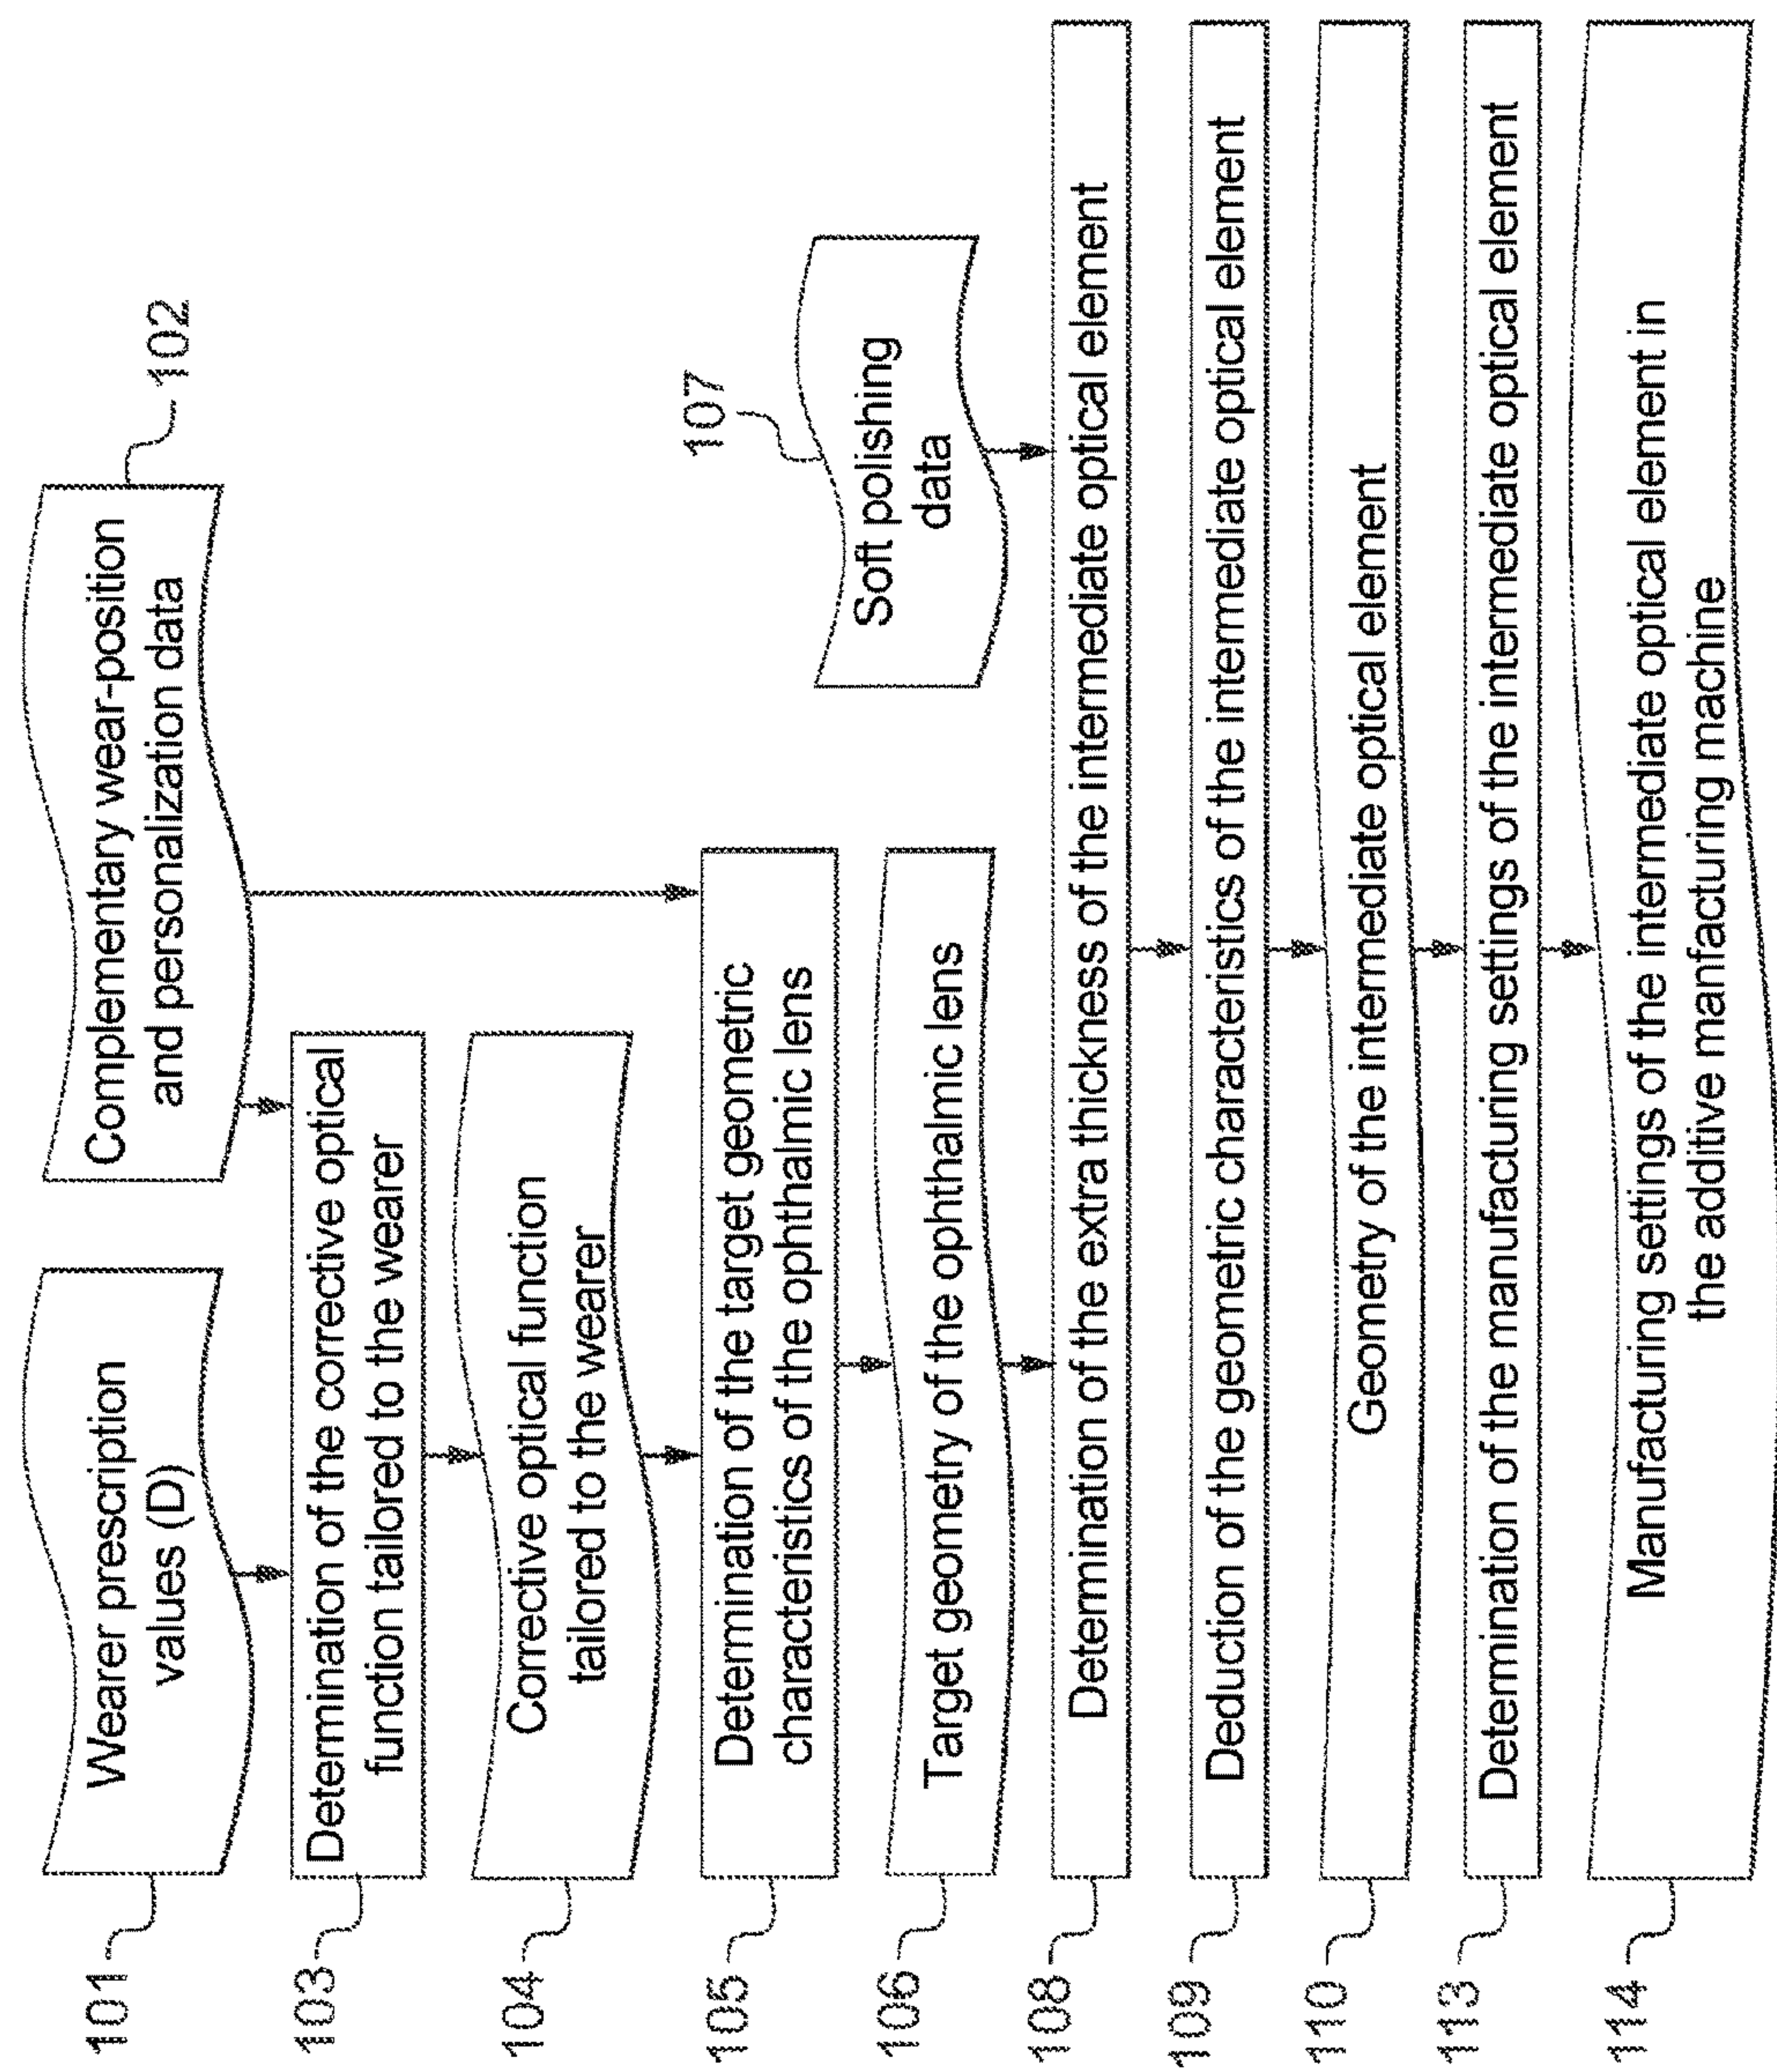 101
Wearer prescription
values (D)
Complementary wear-position
and personalization data
102
103
Determination of the corrective optical
function tailored to the wearer
104
Corrective optical function
tailored to the wearer
105
Determination of the target geometric
characteristics of the ophthalmic lens
106
Target geometry of the ophthalmic lens
107
Soft polishing
data
108
Determination of the extra thickness of the intermediate optical element
109
Deduction of the geometric characteristics of the intermediate optical element
110
Geometry of the intermediate optical element
113
Determination of the manufacturing settings of the intermediate optical element
114
Manufacturing settings of the intermediate optical element in
the additive manfacturing machine